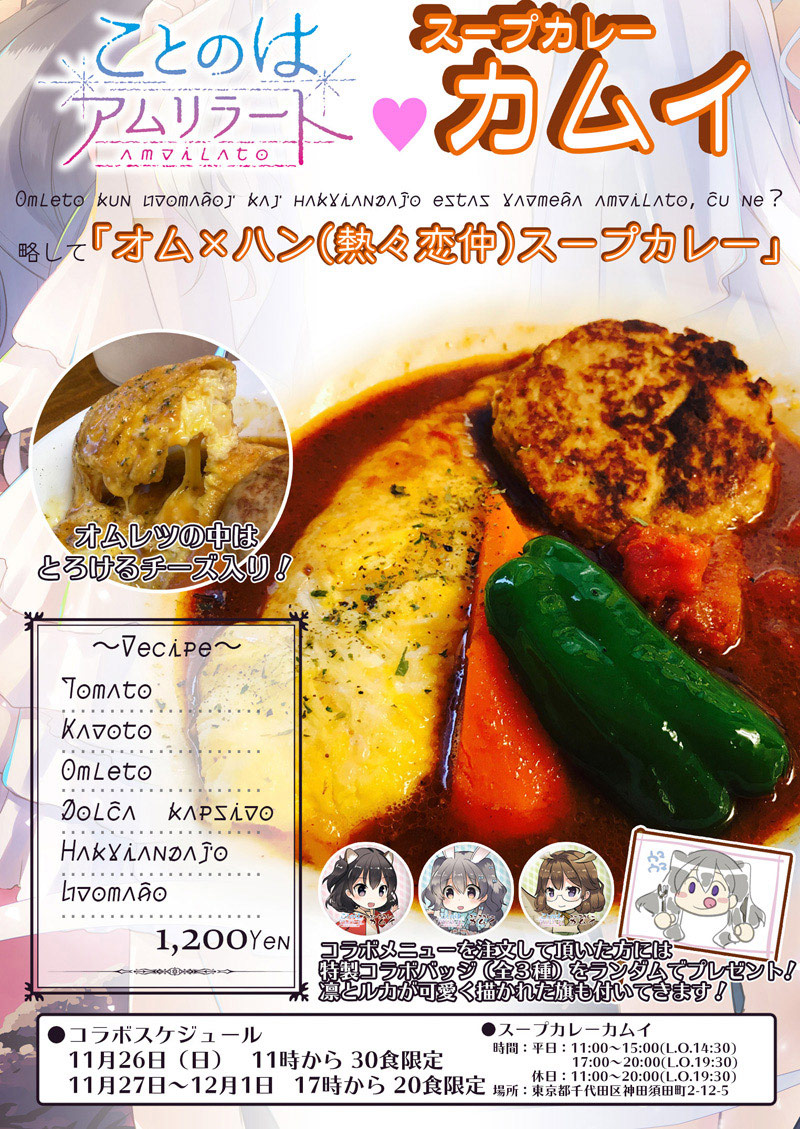 ことのは
アムリラート
AMRILATO
スープカレー
カムイ
Omleto kun fromaĝoj kaj hakviandaĵo estas varmega amrilato, ĉu ne?
略して「オム×ハン(熱々恋仲)スープカレー」
オムレツの中は
とろけるチーズ入り！
～Recipe～
Tomato
Karoto
Omleto
Dolĉa kapsiro
Hakviandaĵo
Fromaĝo
1,200Yen
コラボメニューを注文して頂いた方には
特製コラボバッジ（全3種）をランダムでプレゼント！
凛とルカが可愛く描かれた旗も付いてきます！
●コラボスケジュール
11月26日（日） 11時から 30食限定
11月27日～12月1日 17時から 20食限定
●スープカレーカムイ
時間：平日：11:00～15:00(L.O.14:30)
17:00～20:00(L.O.19:30)
休日：11:00～20:00(L.O.19:30)
場所：東京都千代田区神田須田町2-12-5